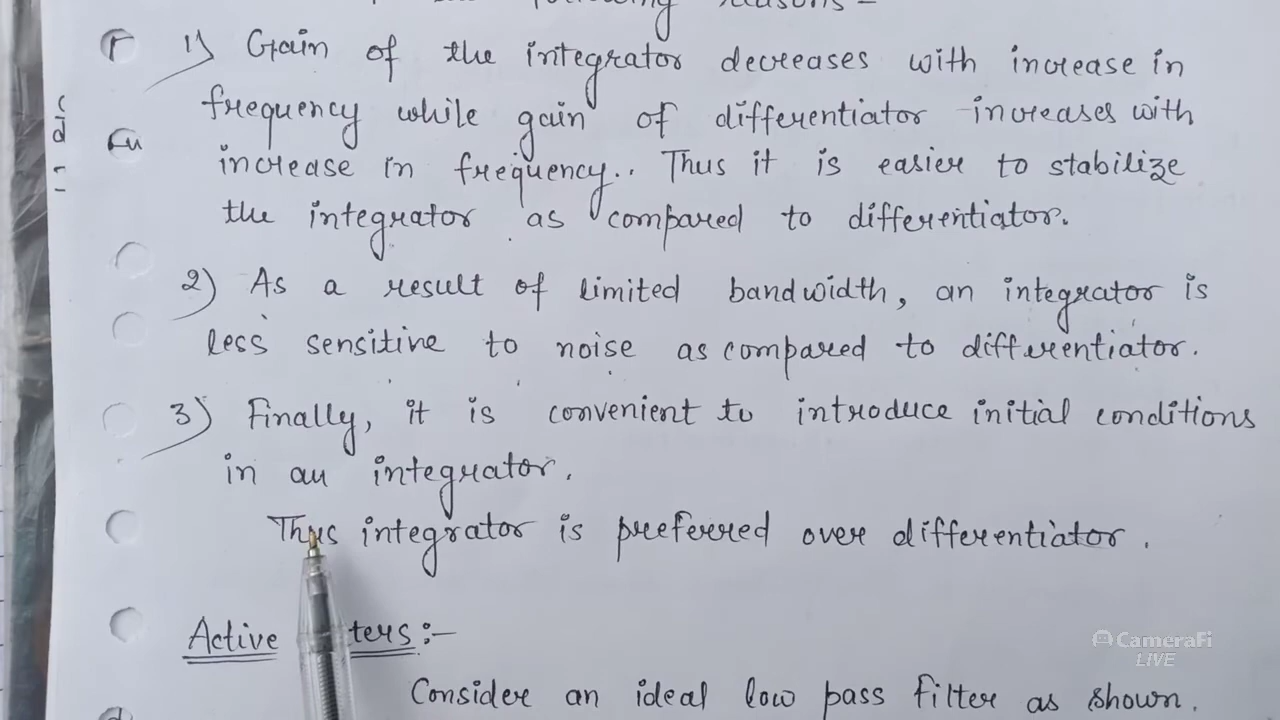 following reasons-
1) Gain of the integrator decreases with increase in
frequency while gain of differentiator increases with
increase in frequency.. Thus it is easier to stabilize
the integrator as compared to differentiator.
2) As a result of limited bandwidth, an integrator is
less sensitive to noise as compared to differentiator.
3) Finally, it is convenient to introduce initial conditions
in an integrator.
Thus integrator is preferred over differentiator.
Active :-
Consider an ideal low pass filter as shown.
CameraFi
LIVE